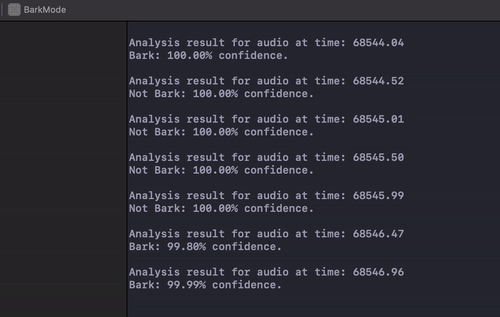 BarkMode
Analysis result for audio at time: 68544.04
Bark: 100.00% confidence.
Analysis result for audio at time: 68544.52
Not Bark: 100.00% confidence.
Analysis result for audio at time: 68545.01
Not Bark: 100.00% confidence.
Analysis result for audio at time: 68545.50
Not Bark: 100.00% confidence.
Analysis result for audio at time: 68545.99
Not Bark: 100.00% confidence.
Analysis result for audio at time: 68546.47
Bark: 99.80% confidence.
Analysis result for audio at time: 68546.96
Bark: 99.99% confidence.